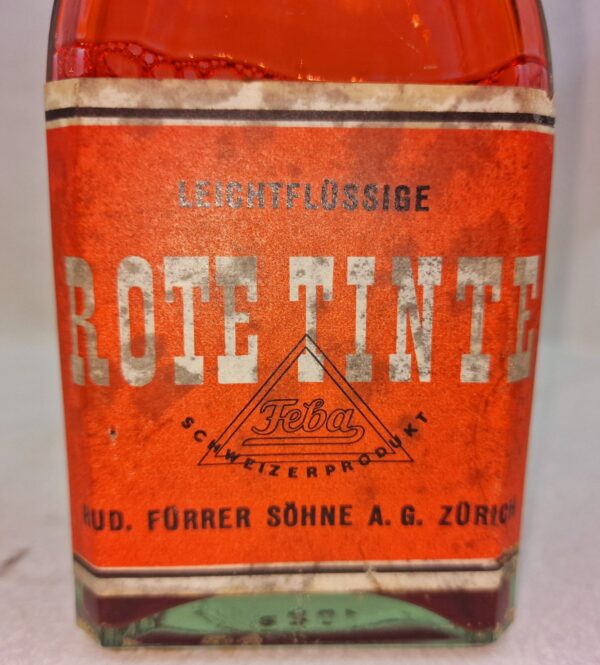 LEICHTFLÜSSIGE
ROTE TINTE
Feba
SCHWEIZERPRODUKT
RUD. FÜRRER SÖHNE A. G. ZÜRICH